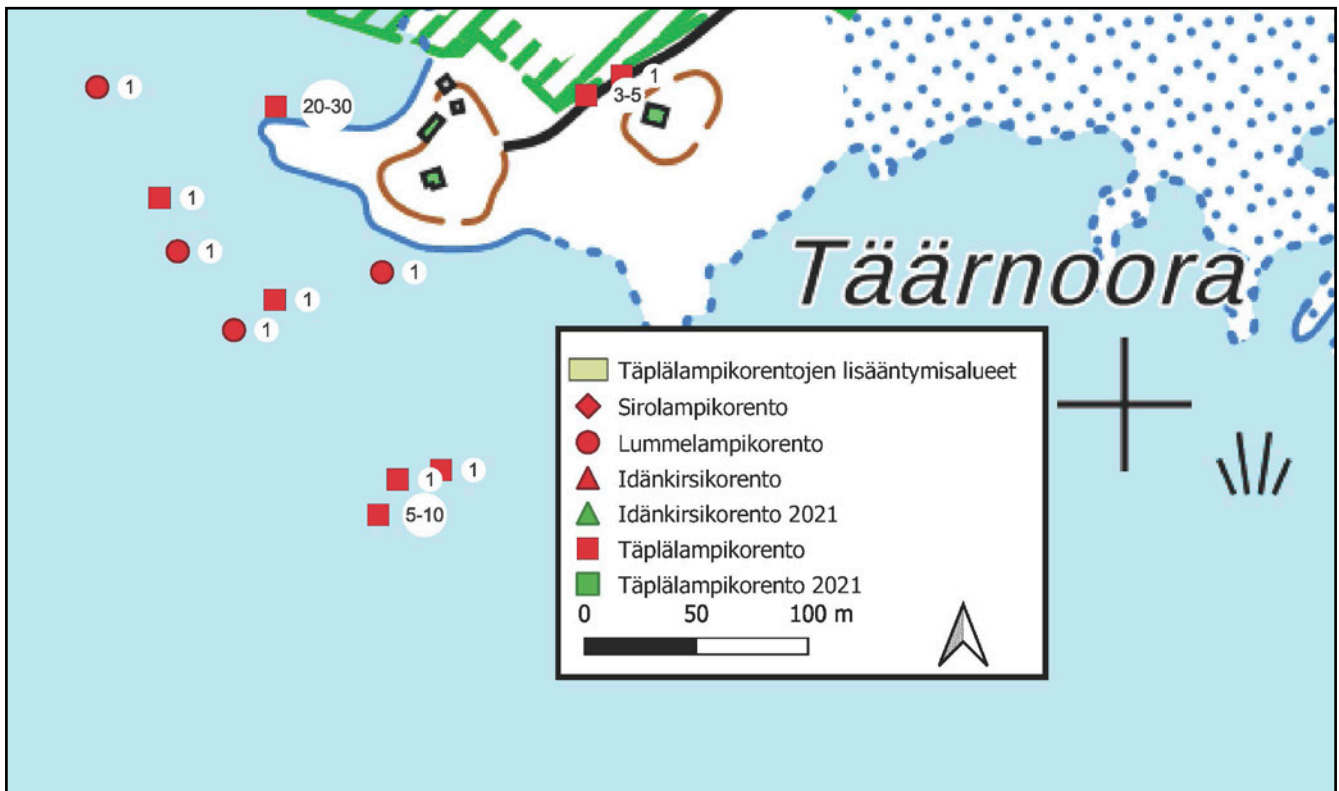 1
1
20-30
3-5
1
1
1
Täärnoora
1
1
Täplälampikorentojen lisääntymisalueet
Sirolampikorento
Lummelampikorento
Idänkirsikorento
1
1
Idänkirsikorento 2021
5-10
Täplälampikorento
Täplälampikorento 2021
0 50 100 m